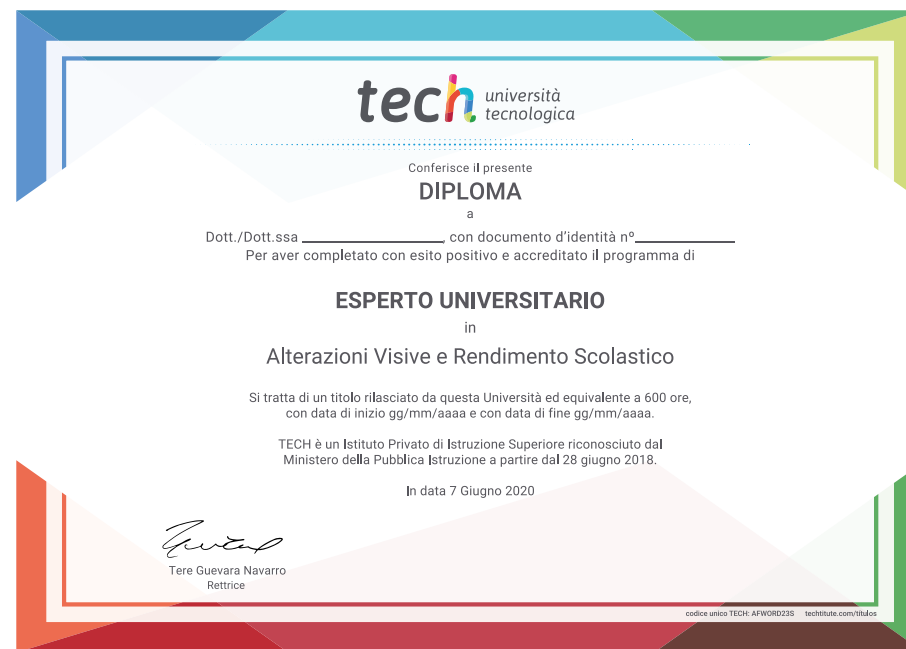 tech università
tecnologica
Conferisce il presente
DIPLOMA
a
Dott./Dott.ssa ____________________, con documento d'identità nº______________
Per aver completato con esito positivo e accreditato il programma di
ESPERTO UNIVERSITARIO
in
Alterazioni Visive e Rendimento Scolastico
Si tratta di un titolo rilasciato da questa Università ed equivalente a 600 ore,
con data di inizio gg/mm/aaaa e con data di fine gg/mm/aaaa.
TECH è un Istituto Privato di Istruzione Superiore riconosciuto dal
Ministero della Pubblica Istruzione a partire dal 28 giugno 2018.
In data 7 Giugno 2020
Tere Guevara Navarro
Rettrice
codice unico TECH: AFWORD23S techtitute.com/titulos